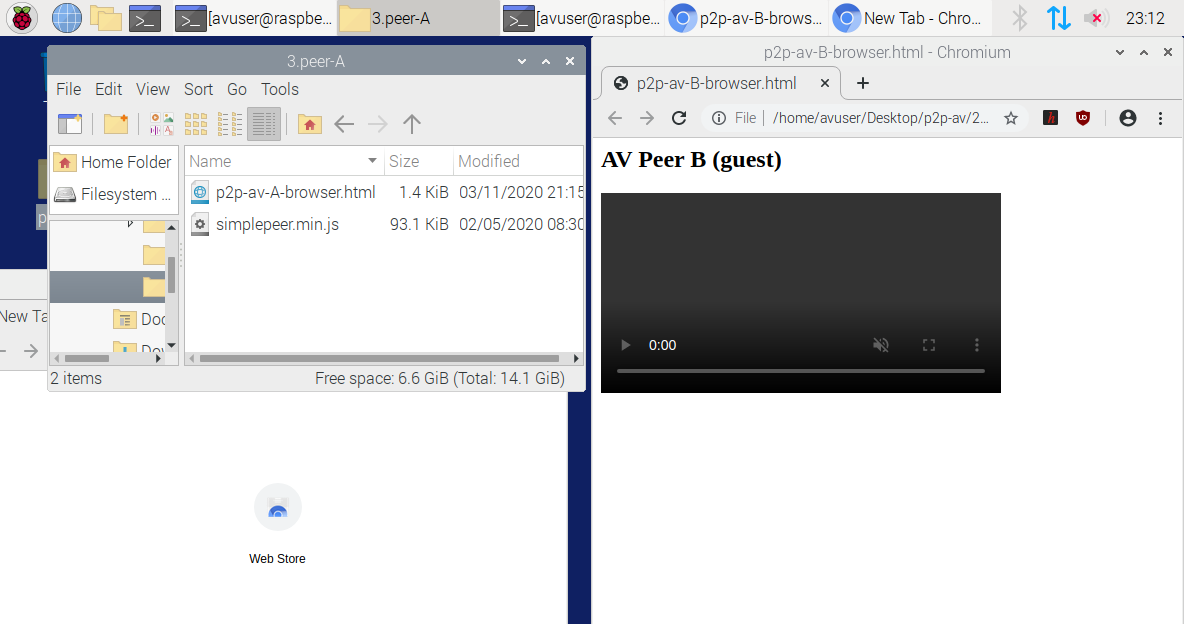 [avuser@raspbe... 3.peer-A [avuser@raspbe... p2p-av-B-brows... New Tab - Chro... 23:12
3.peer-A
File Edit View Sort Go Tools
Home Folder
Filesystem ...
Name Size Modified
p2p-av-A-browser.html 1.4 KiB 03/11/2020 21:15
simplepeer.min.js 93.1 KiB 02/05/2020 08:30
Doc
Dow
2 items Free space: 6.6 GiB (Total: 14.1 GiB)
New Ta
Web Store
p2p-av-B-browser.html - Chromium
p2p-av-B-browser.html
File /home/avuser/Desktop/p2p-av/2...
AV Peer B (guest)
0:00